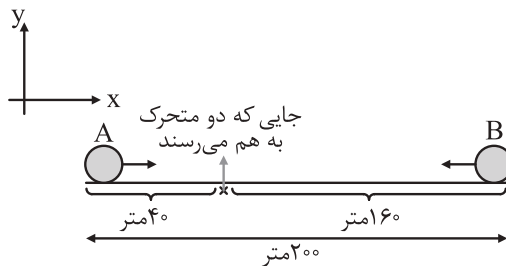 y
x
A
جایی که دو متحرک
به هم می‌رسند
B
۴۰متر
۱۶۰متر
۲۰۰متر